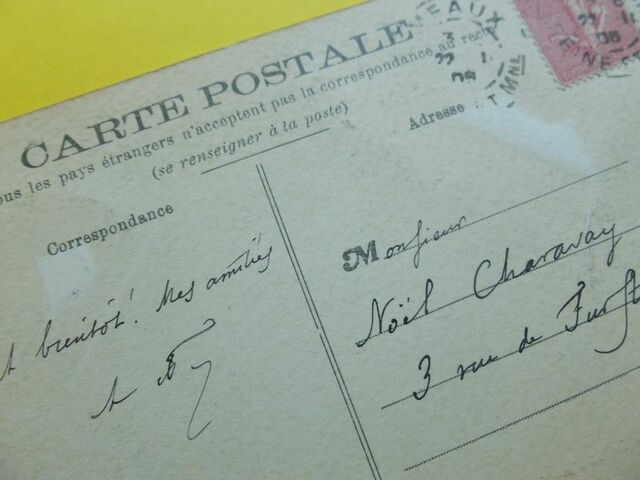 CARTE POSTALE
ous les pays étrangers n'acceptent pas la correspondance au recto
(se renseigner à la poste)
Correspondance
A bientôt! Mes amitiés
Adresse :
Monsieur
Noël Charavay
3 rue de Furst
MEAUX